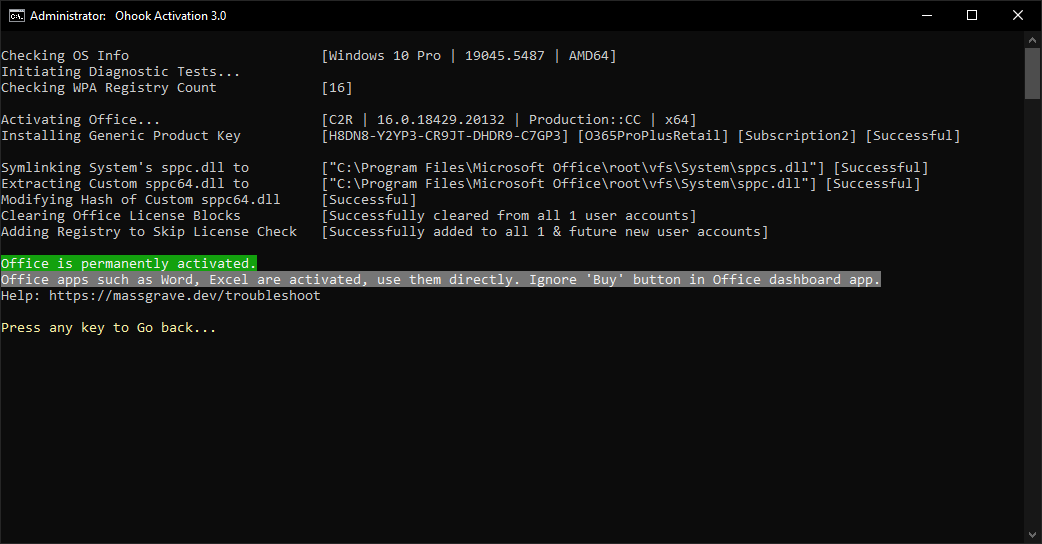 Administrator: Ohook Activation 3.0
Checking OS Info [Windows 10 Pro | 19045.5487 | AMD64]
Initiating Diagnostic Tests...
Checking WPA Registry Count [16]
Activating Office... [C2R | 16.0.18429.20132 | Production::CC | x64]
Installing Generic Product Key [H8DN8-Y2YP3-CR9JT-DHDR9-C7GP3] [O365ProPlusRetail] [Subscription2] [Successful]
Symlinking System's sppc.dll to ["C:\Program Files\Microsoft Office\root\vfs\System\sppcs.dll"] [Successful]
Extracting Custom sppc64.dll to ["C:\Program Files\Microsoft Office\root\vfs\System\sppc.dll"] [Successful]
Modifying Hash of Custom sppc64.dll [Successful]
Clearing Office License Blocks [Successfully cleared from all 1 user accounts]
Adding Registry to Skip License Check [Successfully added to all 1 & future new user accounts]
Office is permanently activated.
Office apps such as Word, Excel are activated, use them directly. Ignore 'Buy' button in Office dashboard app.
Help: https://massgrave.dev/troubleshoot
Press any key to Go back...